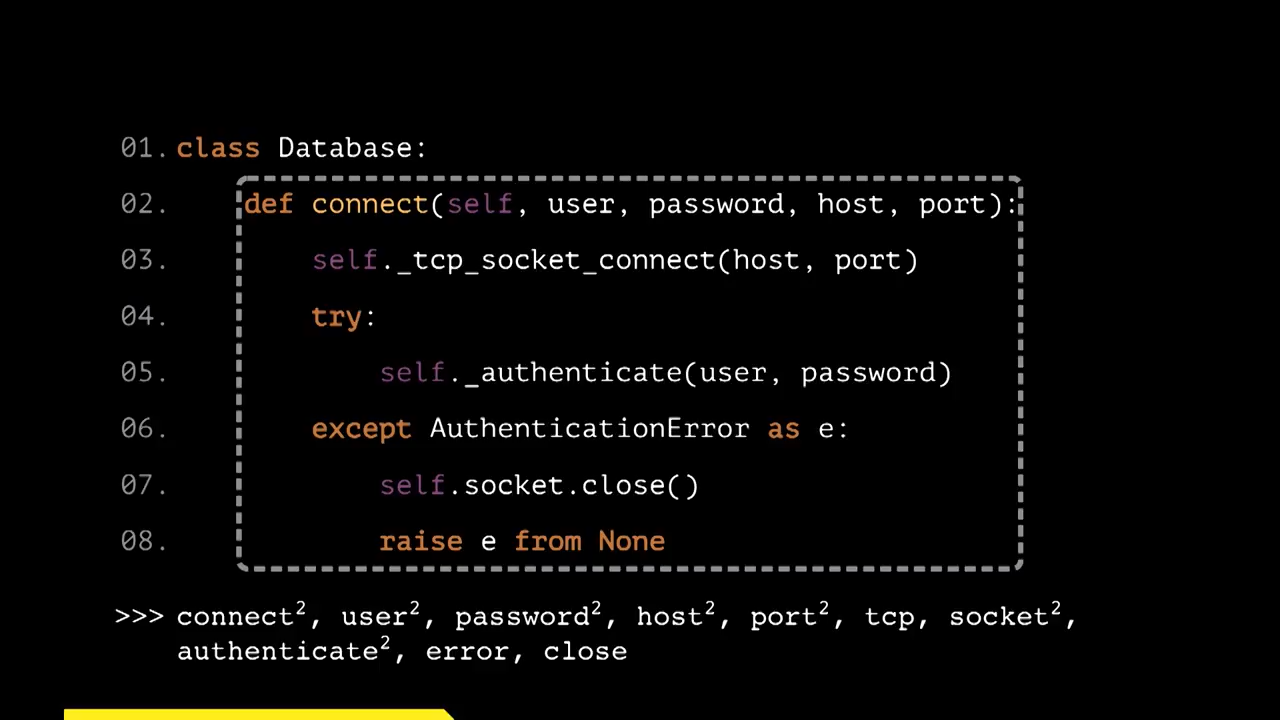 01. class Database:
02. def connect(self, user, password, host, port):
03. self._tcp_socket_connect(host, port)
04. try:
05. self._authenticate(user, password)
06. except AuthenticationError as e:
07. self.socket.close()
08. raise e from None
>>> connect², user², password², host², port², tcp, socket²,
authenticate², error, close